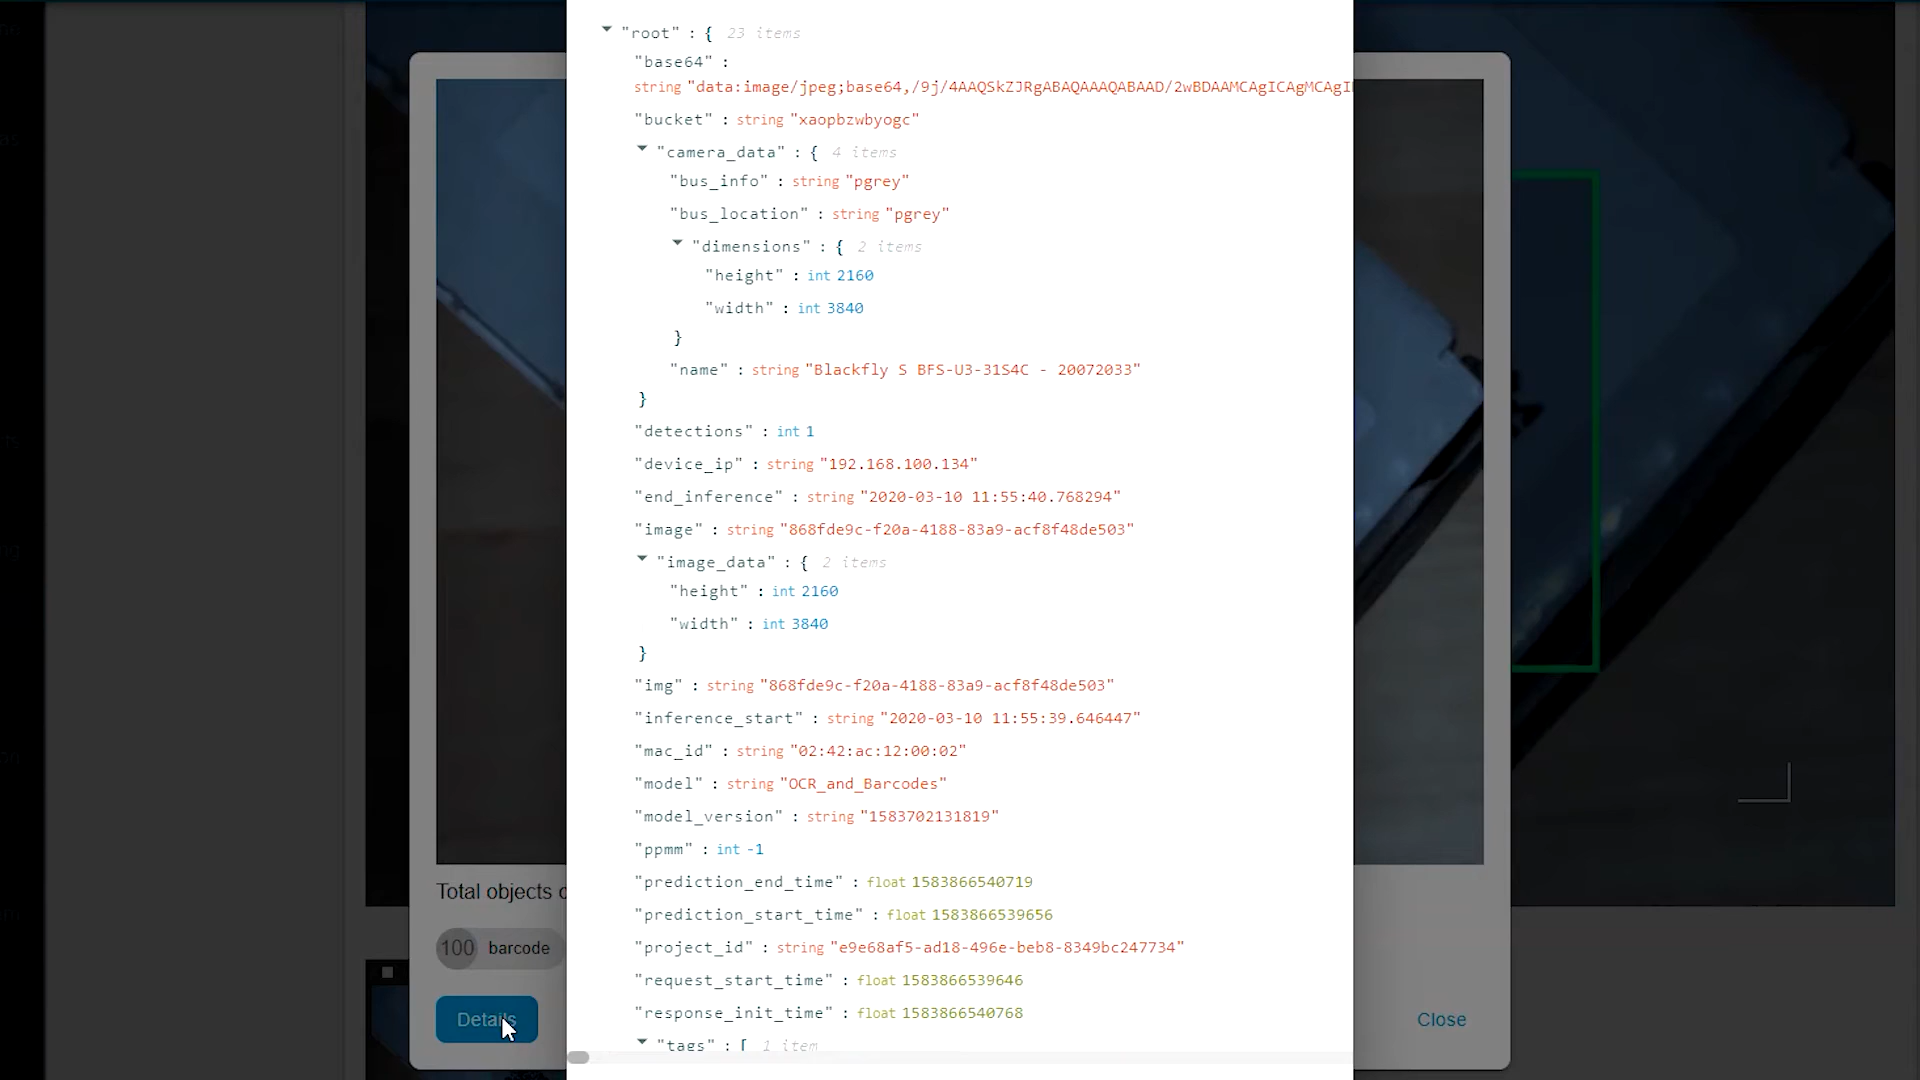 "root" : { 23 items
"base64" :
string "data:image/jpeg;base64,/9j/4AAQSkZJRgABAQAAAQABAAD/2wBDAAMCAgICAgMCAgI
"bucket" : string "xaopbzwbyogc"
"camera_data" : { 4 items
"bus_info" : string "pgrey"
"bus_location" : string "pgrey"
"dimensions" : { 2 items
"height" : int 2160
"width" : int 3840
}
"name" : string "Blackfly S BFS-U3-31S4C - 20072033"
}
"detections" : int 1
"device_ip" : string "192.168.100.134"
"end_inference" : string "2020-03-10 11:55:40.768294"
"image" : string "868fde9c-f20a-4188-83a9-acf8f48de503"
"image_data" : { 2 items
"height" : int 2160
"width" : int 3840
}
"img" : string "868fde9c-f20a-4188-83a9-acf8f48de503"
"inference_start" : string "2020-03-10 11:55:39.646447"
"mac_id" : string "02:42:ac:12:00:02"
"model" : string "OCR_and_Barcodes"
"model_version" : string "1583702131819"
"ppmm" : int -1
"prediction_end_time" : float 1583866540719
"prediction_start_time" : float 1583866539656
"project_id" : string "e9e68af5-ad18-496e-beb8-8349bc247734"
"request_start_time" : float 1583866539646
"response_init_time" : float 1583866540768
"tags" : [ 1 item
Total objects
100 barcode
Details
Close